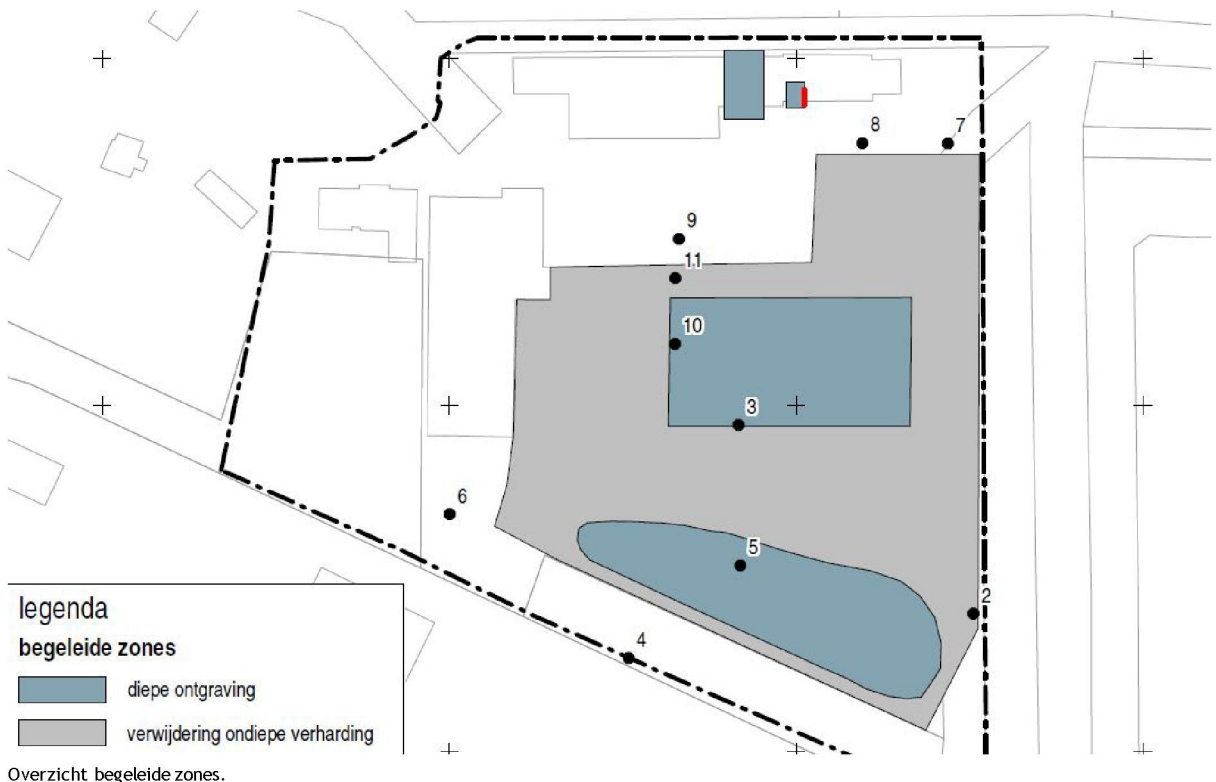 8
7
9
11
10
3
6
5
2
4
legenda
begeleide zones
diepe ontgraving
verwijdering ondiepe verharding
Overzicht begeleide zones.